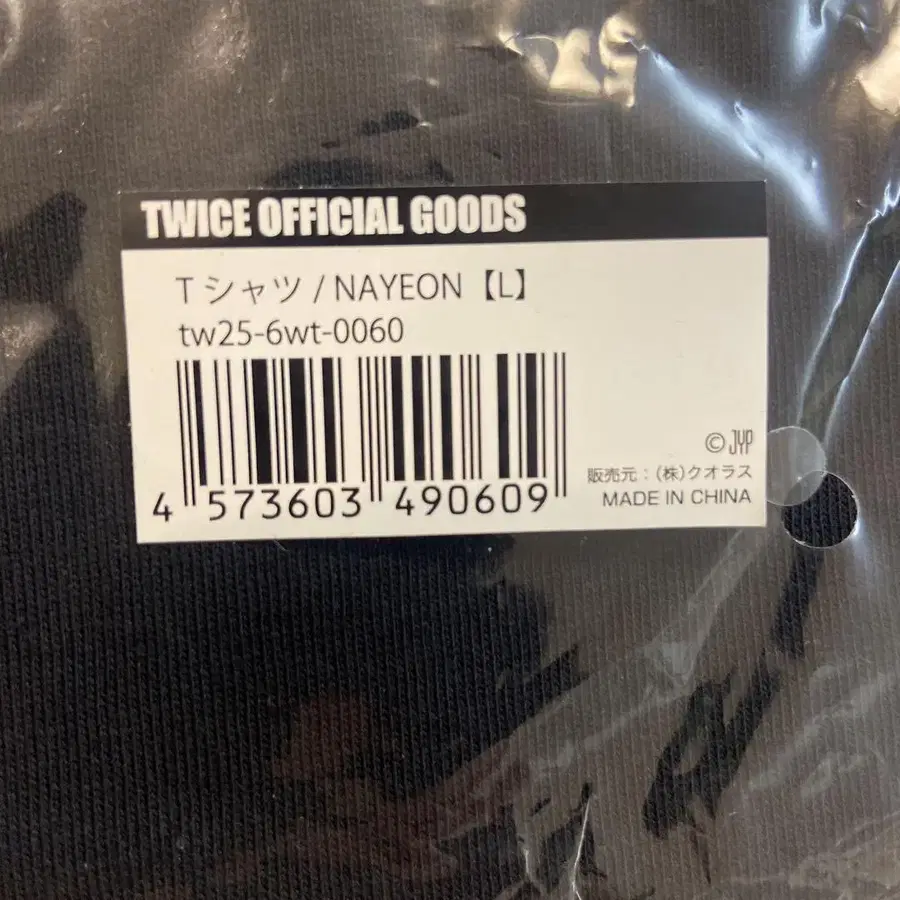 TWICE OFFICIAL GOODS
Tシャツ / NAYEON【L】
tw25-6wt-0060
4 573603 490609
© JYP
販売元：(株)クオラス
MADE IN CHINA